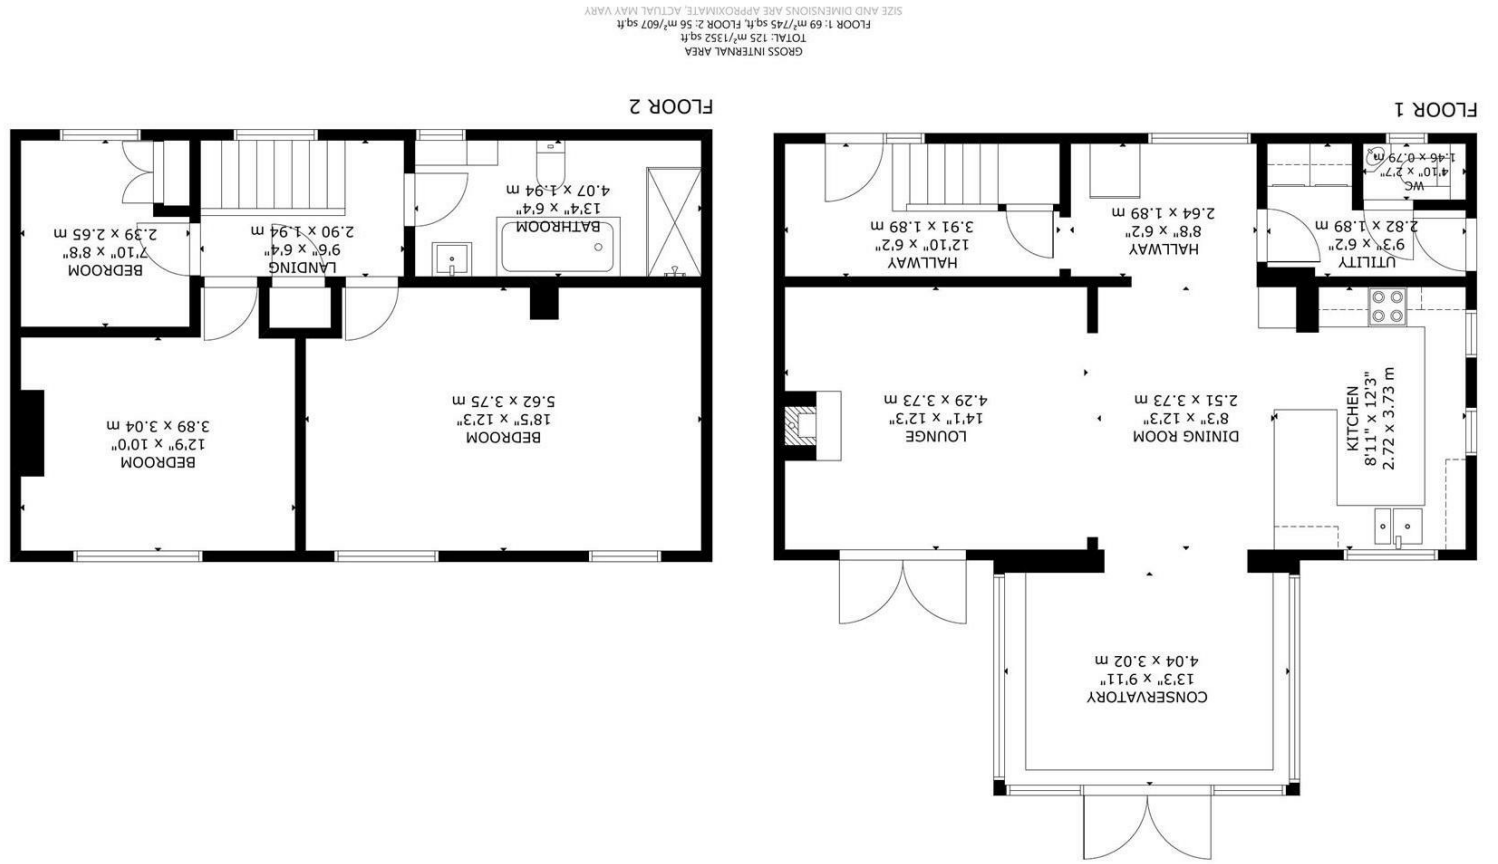 FLOOR 1
CONSERVATORY
13'3" x 9'11"
4.04 x 3.02 m
KITCHEN
8'11" x 12'3"
2.72 x 3.73 m
DINING ROOM
8'3" x 12'3"
2.51 x 3.73 m
LOUNGE
14'1" x 12'3"
4.29 x 3.73 m
UTILITY
9'3" x 6'2"
2.82 x 1.89 m
HALLWAY
8'8" x 6'2"
2.64 x 1.89 m
HALLWAY
12'10" x 6'2"
3.91 x 1.89 m
WC
4'10" x 2'7"
1.46 x 0.79 m
FLOOR 2
BEDROOM
18'5" x 12'3"
5.62 x 3.75 m
BEDROOM
12'9" x 10'0"
3.89 x 3.04 m
BATHROOM
13'4" x 6'4"
4.07 x 1.94 m
LANDING
9'6" x 6'4"
2.90 x 1.94 m
BEDROOM
7'10" x 8'8"
2.39 x 2.65 m
GROSS INTERNAL AREA
TOTAL: 125 m²/1352 sq.ft
FLOOR 1: 69 m²/745 sq.ft, FLOOR 2: 56 m²/607 sq.ft
SIZE AND DIMENSIONS ARE APPROXIMATE, ACTUAL MAY VARY